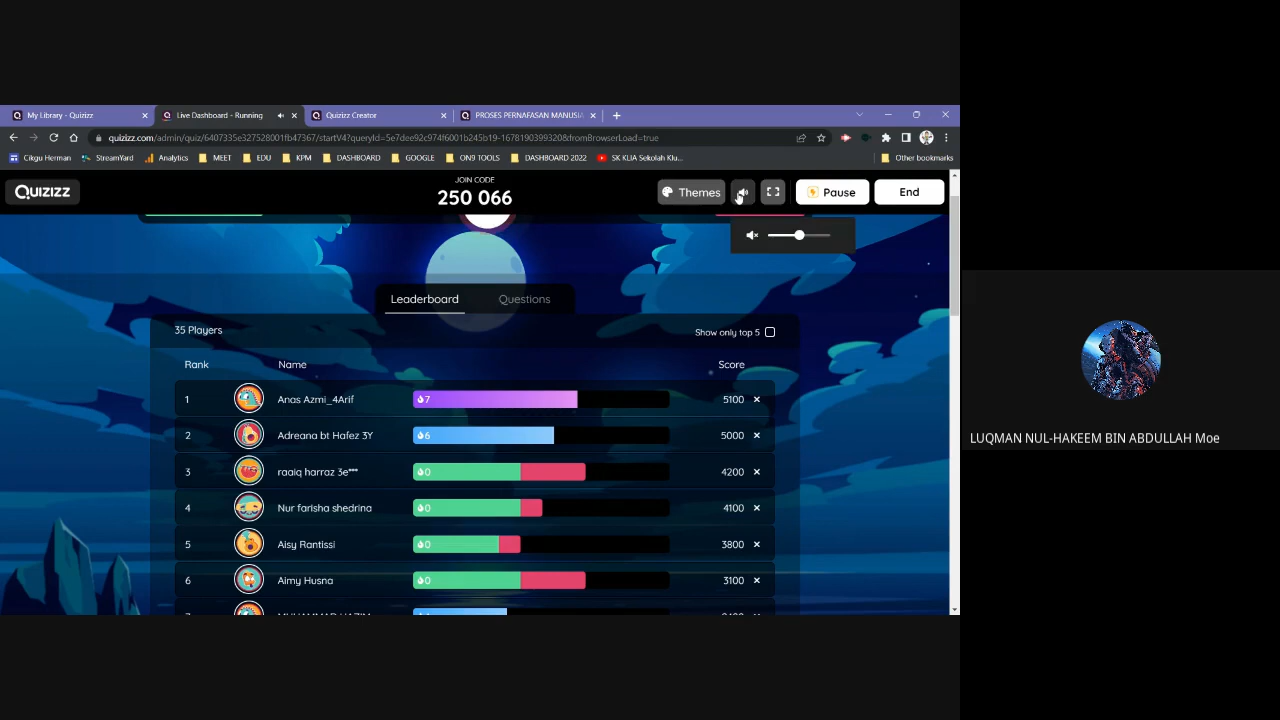 My Library - Quizizz
Live Dashboard - Running
Quizizz Creator
PROSES PERNAFASAN MANUSIA
quizizz.com/admin/quiz/6407335e327528001fb47367/startV4?queryId=5e7dee92c974f6001b245b19-1678190399320&fromBrowserLoad=true
Cikgu Herman
StreamYard
Analytics
MEET
EDU
KPM
DASHBOARD
GOOGLE
ON9 TOOLS
DASHBOARD 2022
SK KLIA Sekolah Klu...
Other bookmarks
QUIZIZZ
JOIN CODE
250 066
Themes
Pause
End
Leaderboard
Questions
35 Players
Show only top 5
Rank Name Score
1 Anas Azmi_4Arif 7 5100
2 Adreana bt Hafez 3Y 6 5000
3 raaiq harraz 3e*** 0 4200
4 Nur farisha shedrina 0 4100
5 Aisy Rantissi 0 3800
6 Aimy Husna 0 3100
LUQMAN NUL-HAKEEM BIN ABDULLAH Moe